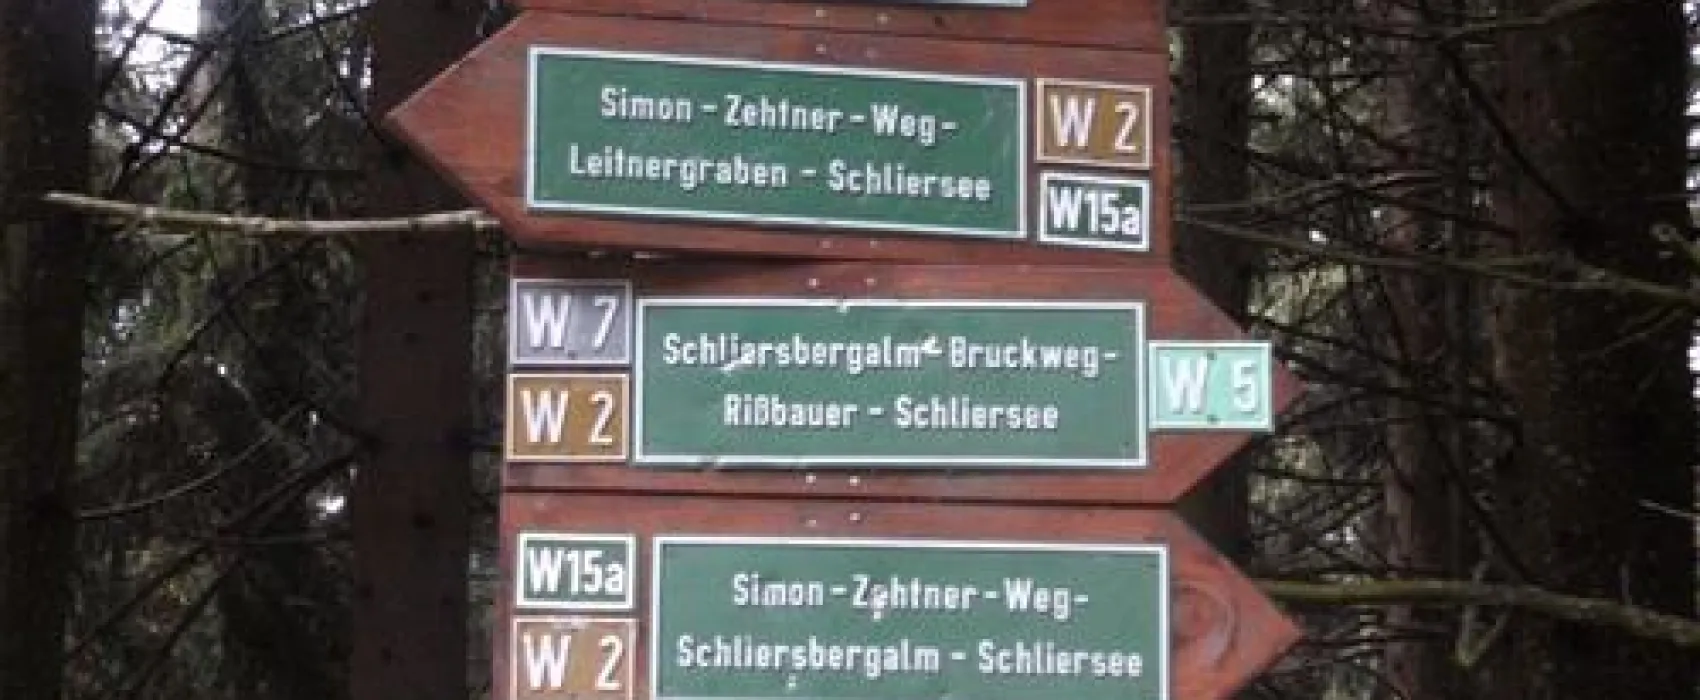 Simon - Zehtner - Weg -
W 2
Leitnergraben - Schliersee
W15a
W 7
Schliersbergalm - Bruckweg -
W 5
W 2
Rißbauer - Schliersee
W15a
Simon - Zehtner - Weg -
W 2
Schliersbergalm - Schliersee